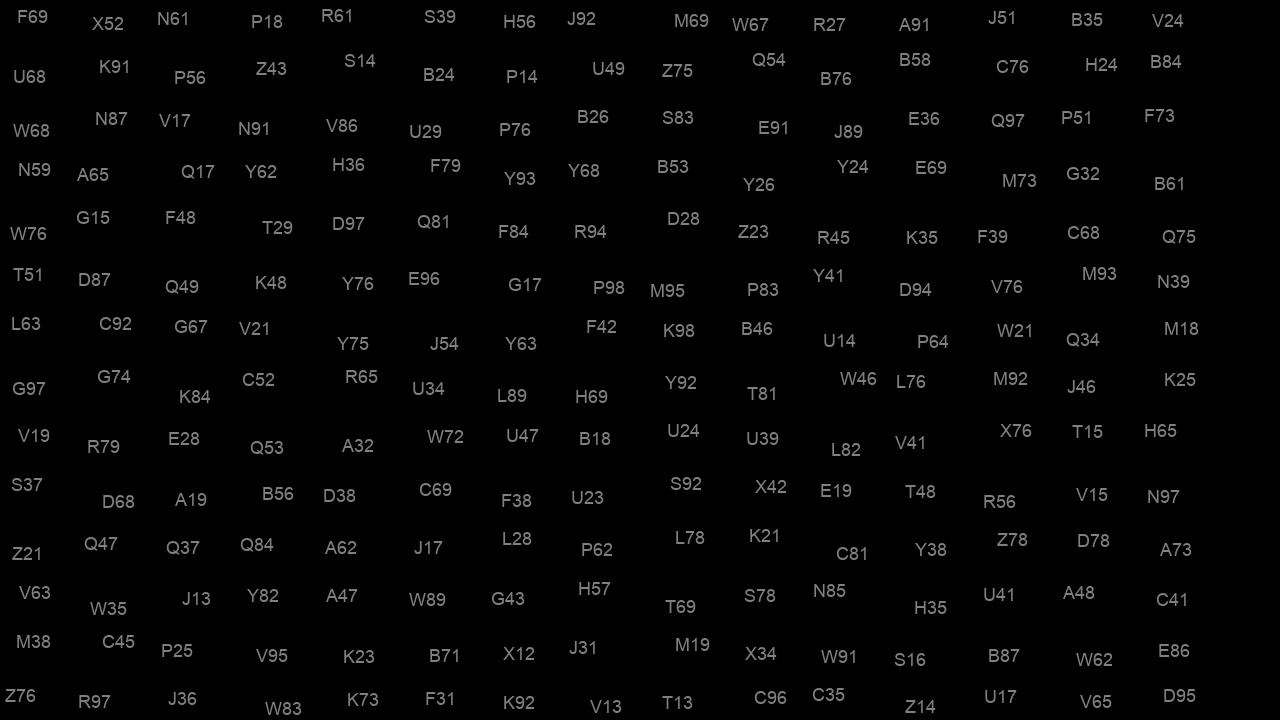 F69 X52 N61 P18 R61 S39 H56 J92 M69 W67 R27 A91 J51 B35 V24
U68 K91 P56 Z43 S14 B24 P14 U49 Z75 Q54 B76 B58 C76 H24 B84
W68 N87 V17 N91 V86 U29 P76 B26 S83 E91 J89 E36 Q97 P51 F73
N59 A65 Q17 Y62 H36 F79 Y93 Y68 B53 Y26 Y24 E69 M73 G32 B61
W76 G15 F48 T29 D97 Q81 F84 R94 D28 Z23 R45 K35 F39 C68 Q75
T51 D87 Q49 K48 Y76 E96 G17 P98 M95 P83 Y41 D94 V76 M93 N39
L63 C92 G67 V21 Y75 J54 Y63 F42 K98 B46 U14 P64 W21 Q34 M18
G97 G74 K84 C52 R65 U34 L89 H69 Y92 T81 W46 L76 M92 J46 K25
V19 R79 E28 Q53 A32 W72 U47 B18 U24 U39 L82 V41 X76 T15 H65
S37 D68 A19 B56 D38 C69 F38 U23 S92 X42 E19 T48 R56 V15 N97
Z21 Q47 Q37 Q84 A62 J17 L28 P62 L78 K21 C81 Y38 Z78 D78 A73
V63 W35 J13 Y82 A47 W89 G43 H57 T69 S78 N85 H35 U41 A48 C41
M38 C45 P25 V95 K23 B71 X12 J31 M19 X34 W91 S16 B87 W62 E86
Z76 R97 J36 W83 K73 F31 K92 V13 T13 C96 C35 Z14 U17 V65 D95